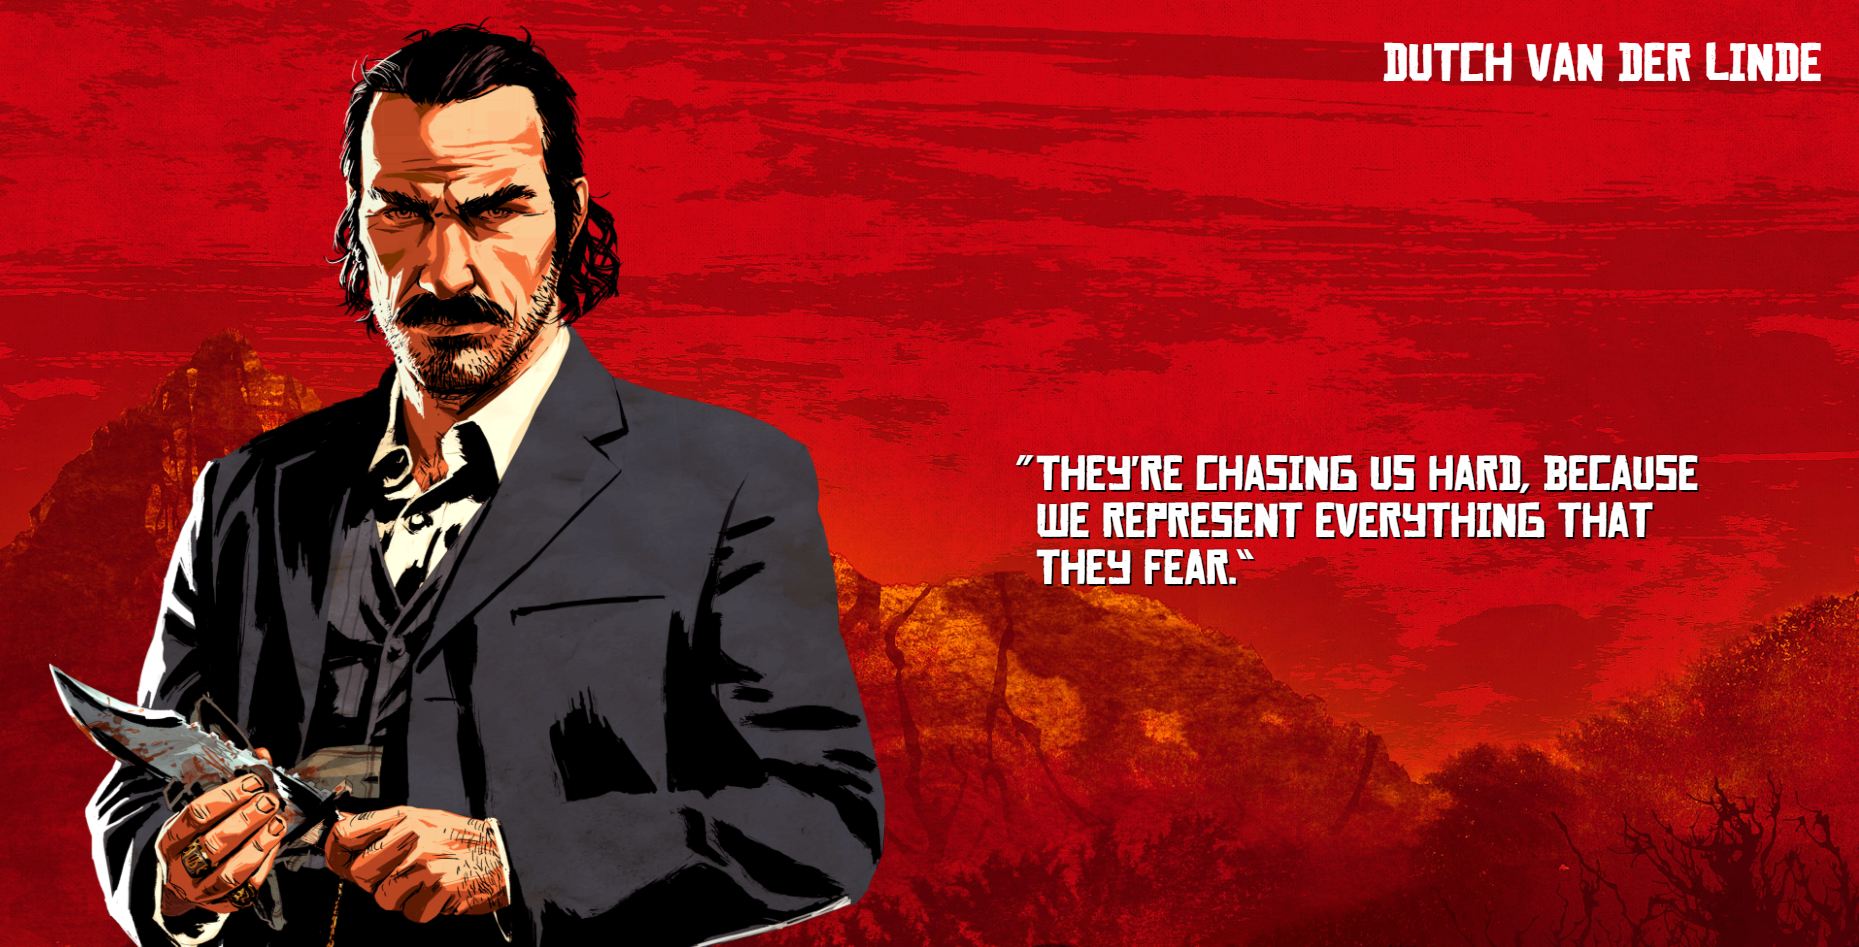 DUTCH VAN DER LINDE
"THEY'RE CHASING US HARD, BECAUSE
WE REPRESENT EVERYTHING THAT
THEY FEAR."